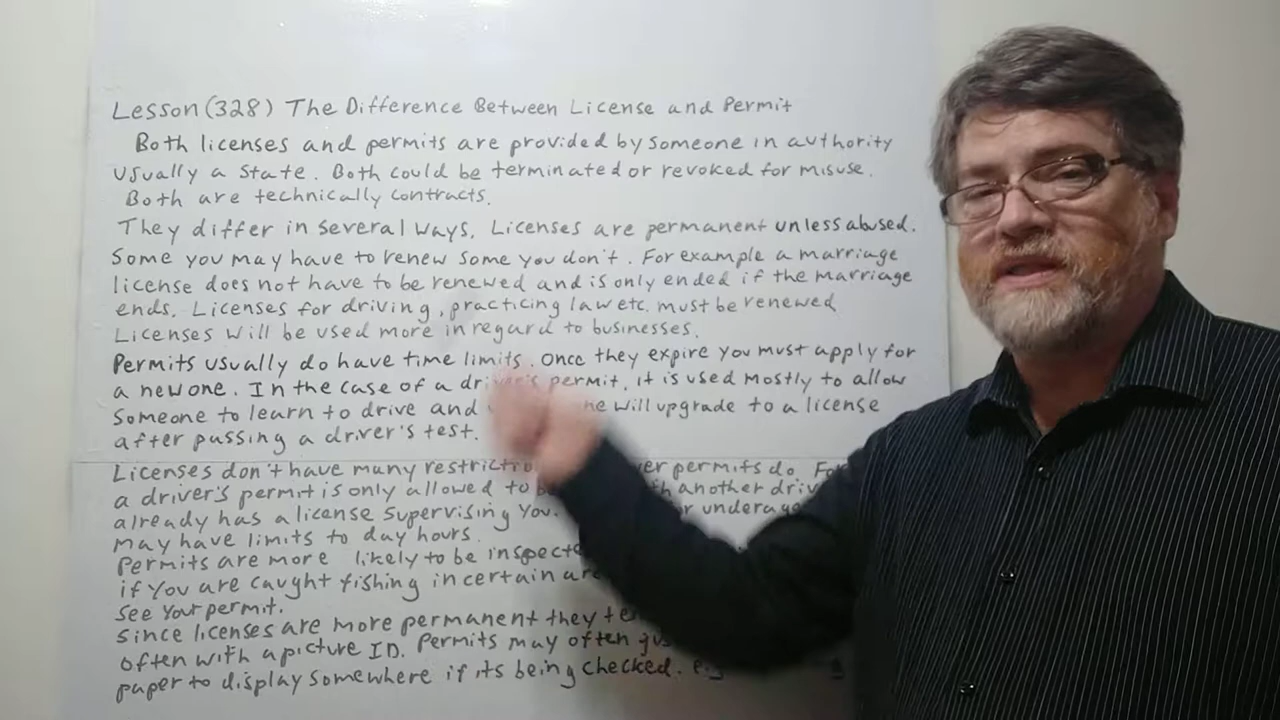 Lesson (328) The Difference Between License and Permit
Both licenses and permits are provided by someone in authority
usually a State. Both could be terminated or revoked for misuse.
Both are technically contracts.
They differ in several ways. Licenses are permanent unless abused.
Some you may have to renew some you don't. For example a marriage
license does not have to be renewed and is only ended if the marriage
ends. Licenses for driving, practicing law etc. must be renewed
Licenses will be used more in regard to businesses.
Permits usually do have time limits. Once they expire you must apply for
a new one. In the case of a driver's permit, it is used mostly to allow
someone to learn to drive and will upgrade to a license
after passing a driver's test.
Licenses don't have many restrictio permits do.
a driver's permit is only allowed to another
already has a license supervising you.
may have limits to day hours.
Permits are more likely to be
if you are caught fishing in certain
see your permit.
since licenses are more permanent they
often with a picture ID. Permits may often
paper to display somewhere if its being checked.